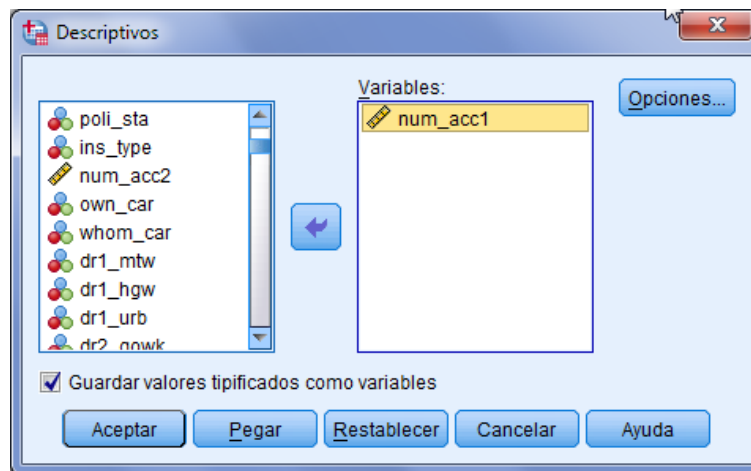 Descriptivos
poli_sta
ins_type
num_acc2
own_car
whom_car
dr1_mtw
dr1_hgw
dr1_urb
dr2_gowk
Variables:
num_acc1
Opciones...
Guardar valores tipificados como variables
Aceptar
Pegar
Restablecer
Cancelar
Ayuda